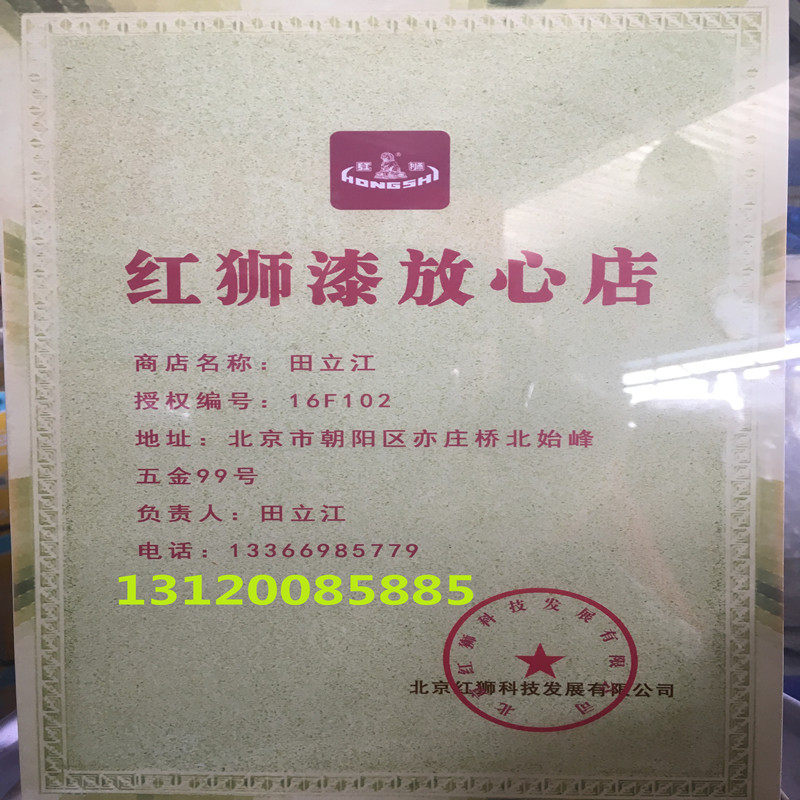 红 狮
HONGSHI
红狮漆放心店
商店名称：田立江
授权编号：16F102
地址：北京市朝阳区亦庄桥北始峰
五金99号
负责人：田立江
电话：13366985779
13120085885
北京红狮科技发展有限公司
北京红狮科技发展有限公司